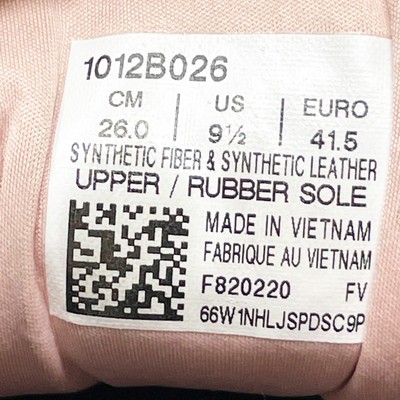 1012B026
CM | US | EURO
26.0 | 9½ | 41.5
SYNTHETIC FIBER & SYNTHETIC LEATHER
UPPER / RUBBER SOLE
MADE IN VIETNAM
FABRIQUE AU VIETNAM
F820220 FV
66W1NHLJSPDSC9P